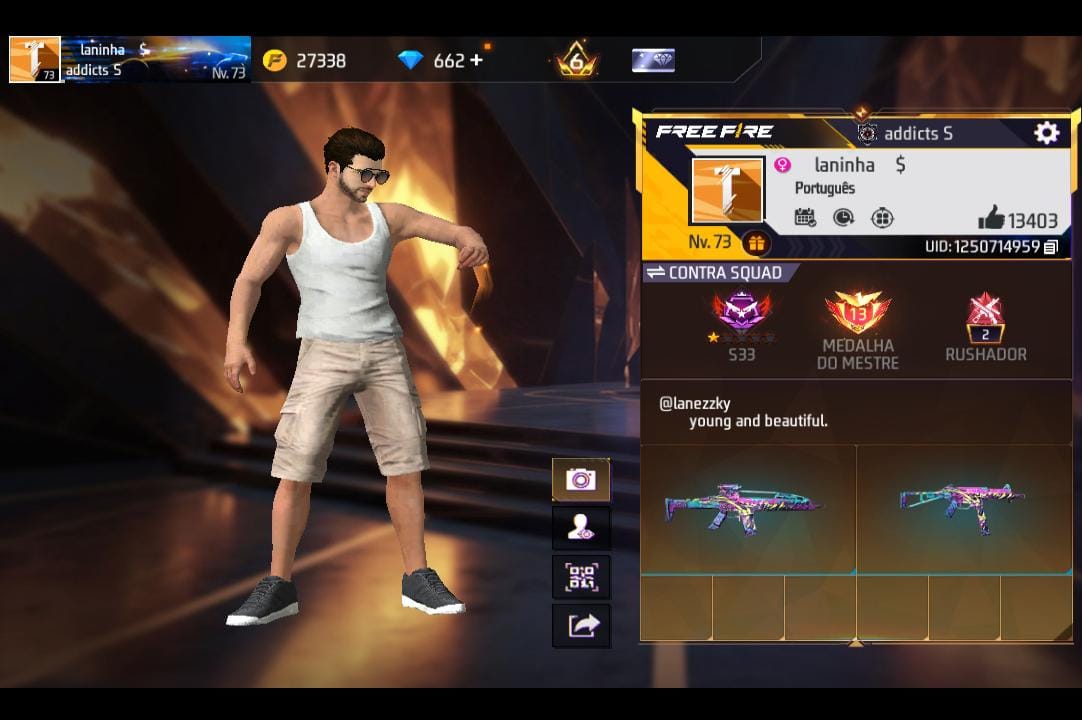 laninha $
addicts S
73
Nv. 73
27338
662 +
6
FREE FIRE
addicts S
laninha $
Português
13403
Nv. 73
UID: 1250714959
CONTRA SQUAD
13
2
S33
MEDALHA
DO MESTRE
RUSHADOR
@lanezzky
young and beautiful.